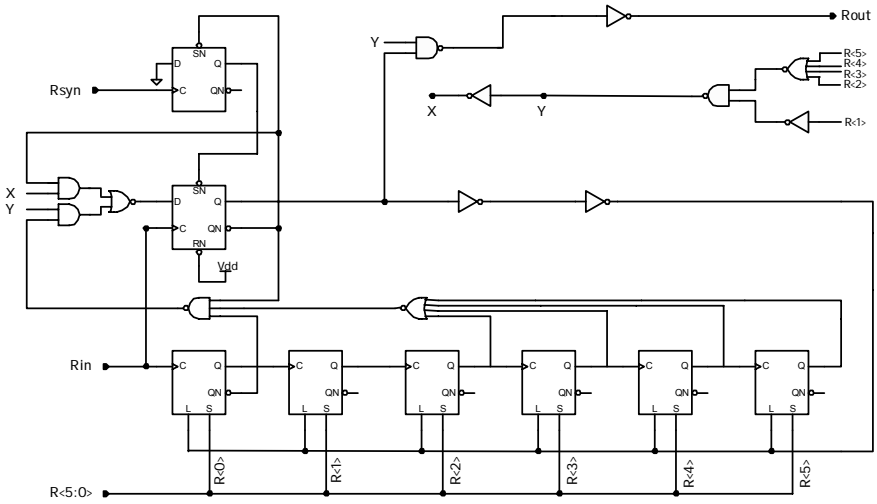 SN
Y
Rout
D
Q
R<5>
R<4>
R<3>
R<2>
Rsyn
C
QN
X
Y
R<1>
SN
X
Y
D
Q
C
QN
RN
Vdd
Rin
C
Q
C
Q
C
Q
C
Q
C
Q
C
Q
QN
QN
QN
QN
QN
QN
L
S
L
S
L
S
L
S
L
S
L
S
R<0>
R<1>
R<2>
R<3>
R<4>
R<5>
R<5:0>